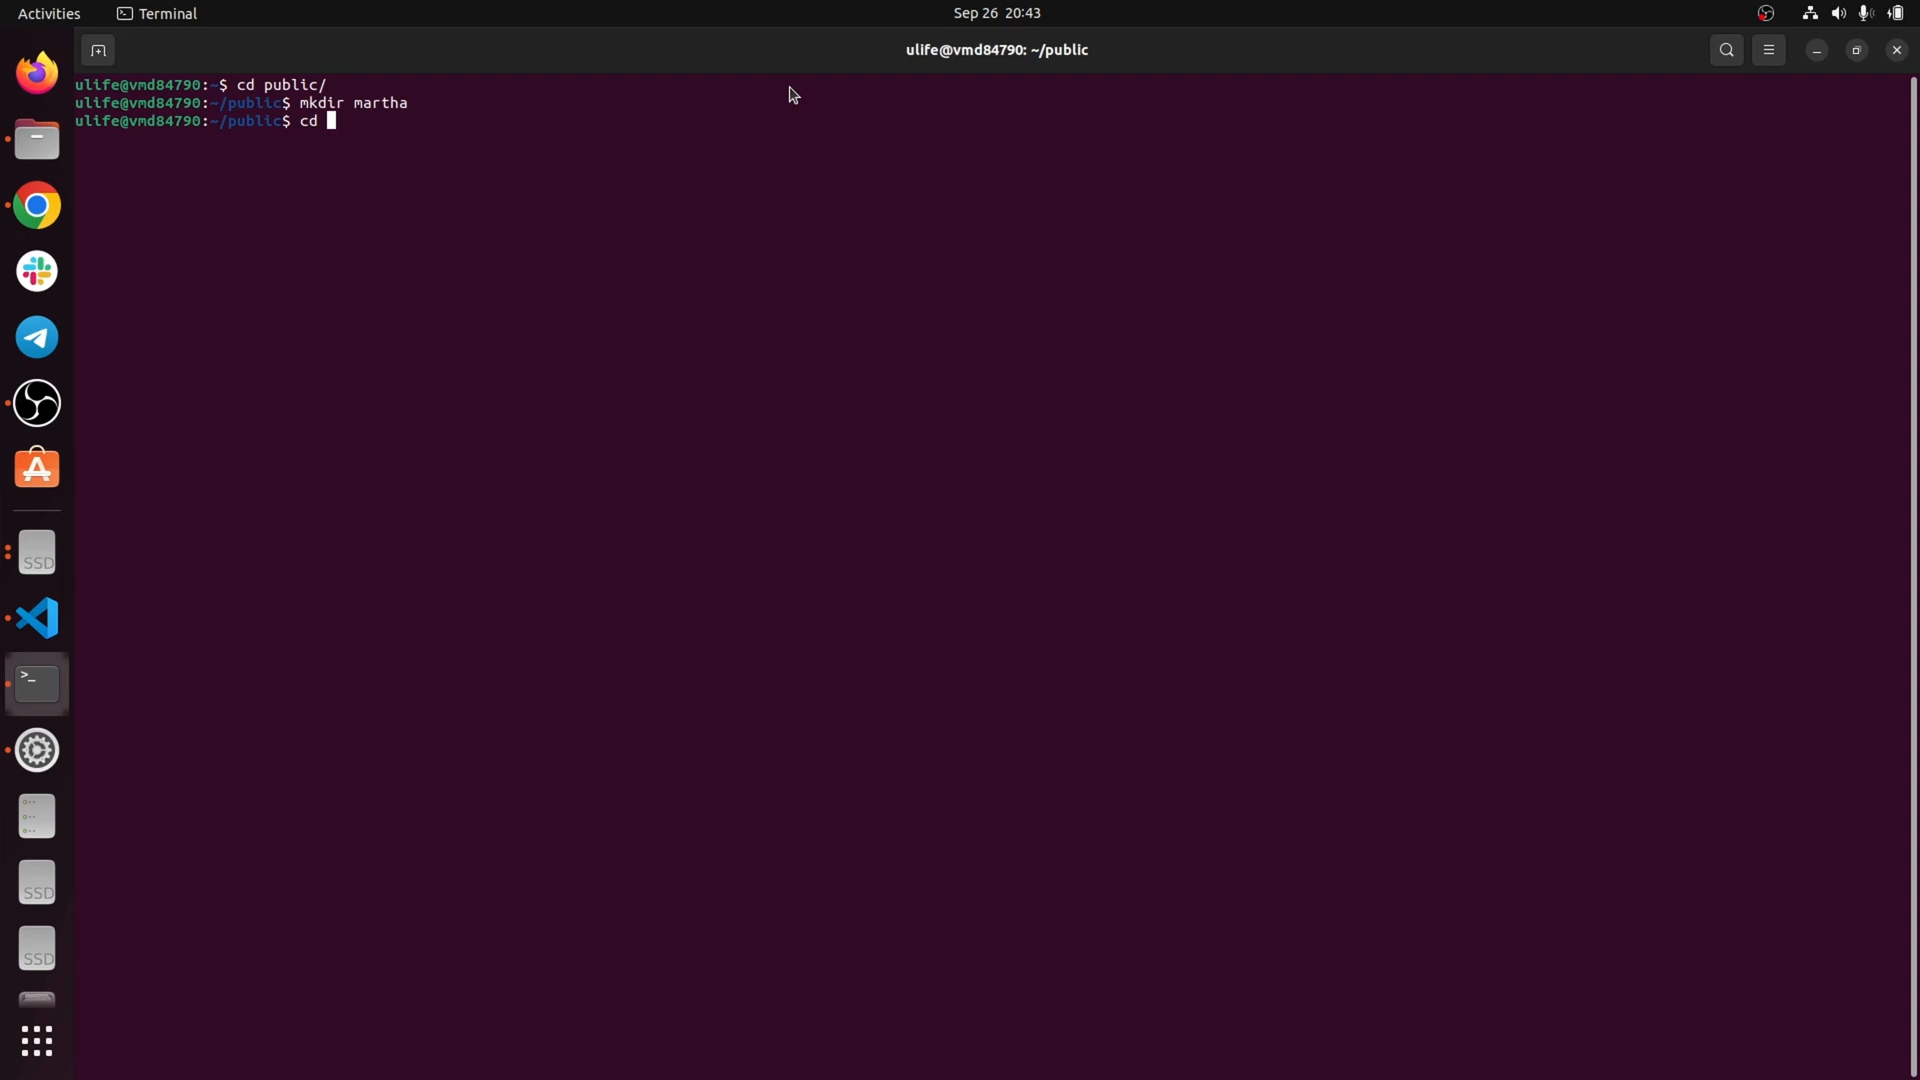 Activities
Terminal
Sep 26 20:43
ulife@vmd84790: ~/public
ulife@vmd84790:~$ cd public/
ulife@vmd84790:~/public$ mkdir martha
ulife@vmd84790:~/public$ cd
SSD
>_
SSD
SSD